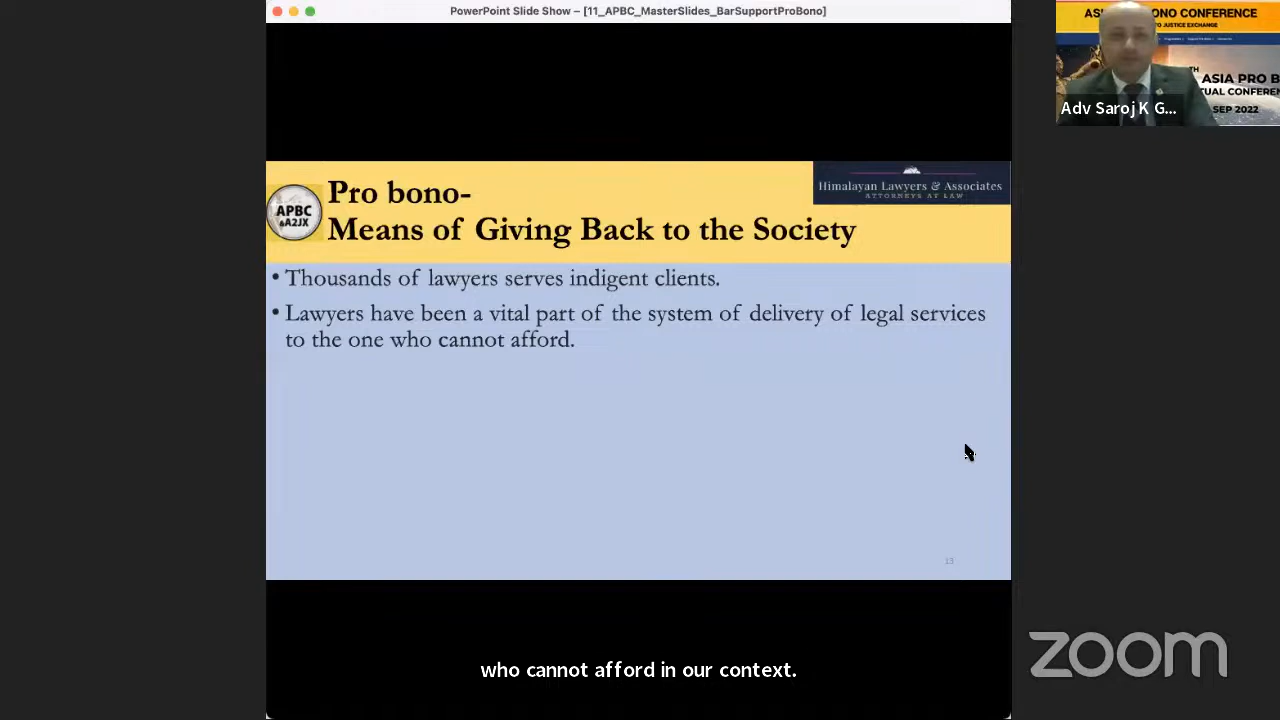 PowerPoint Slide Show – [11_APBC_MasterSlides_BarSupportProBono]
APBC
&A2JX
Pro bono-
Means of Giving Back to the Society
Himalayan Lawyers & Associates
ATTORNEYS AT LAW
• Thousands of lawyers serves indigent clients.
• Lawyers have been a vital part of the system of delivery of legal services
to the one who cannot afford.
13
who cannot afford in our context.
CONFERENCE
ASIA PRO B
SEP 2022
Adv Saroj K G...
zoom